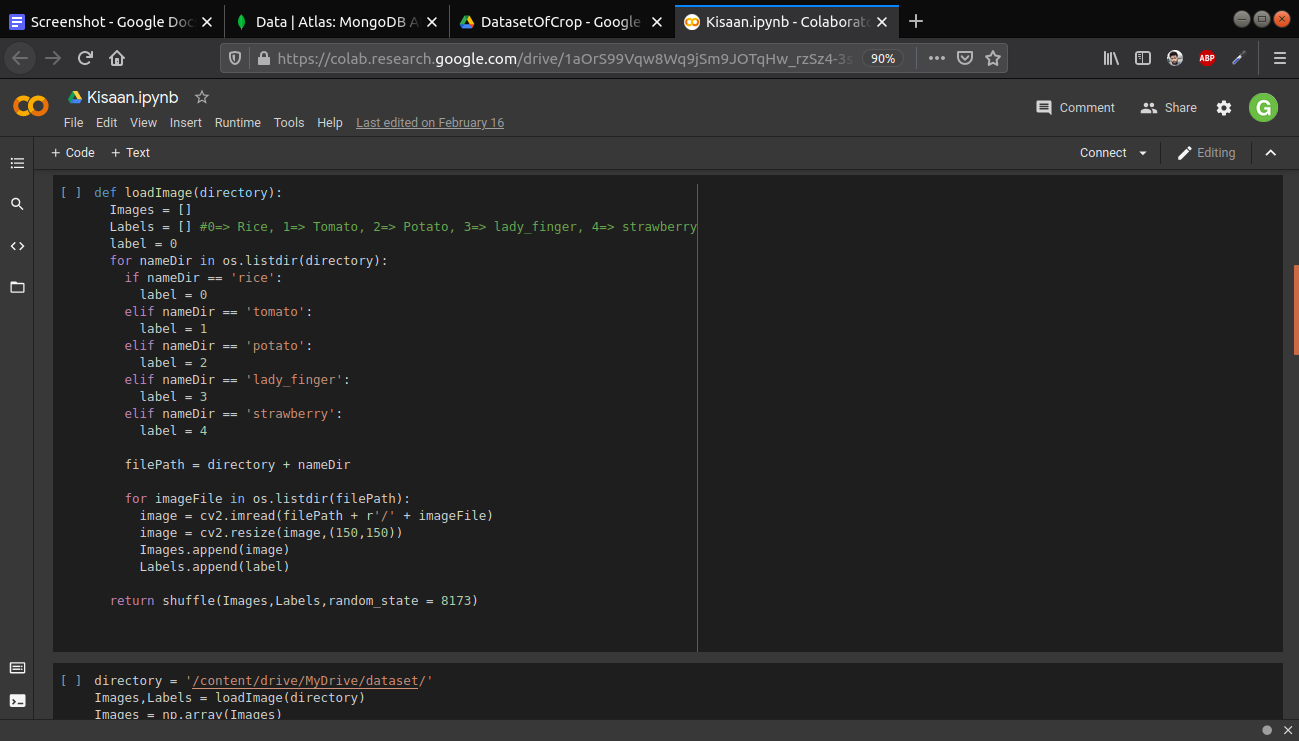 Screenshot - Google Doc
Data | Atlas: MongoDB A
DatasetOfCrop - Google
Kisaan.ipynb - Colaborat
https://colab.research.google.com/drive/1aOrS99Vqw8Wq9jSm9JOTqHw_rzSz4-3s
90%
ABP
Kisaan.ipynb
File Edit View Insert Runtime Tools Help Last edited on February 16
Comment
Share
G
+ Code + Text
Connect
Editing
[ ] def loadImage(directory):
Images = []
Labels = [] #0=> Rice, 1=> Tomato, 2=> Potato, 3=> lady_finger, 4=> strawberry
label = 0
for nameDir in os.listdir(directory):
if nameDir == 'rice':
label = 0
elif nameDir == 'tomato':
label = 1
elif nameDir == 'potato':
label = 2
elif nameDir == 'lady_finger':
label = 3
elif nameDir == 'strawberry':
label = 4
filePath = directory + nameDir
for imageFile in os.listdir(filePath):
image = cv2.imread(filePath + r'/' + imageFile)
image = cv2.resize(image,(150,150))
Images.append(image)
Labels.append(label)
return shuffle(Images,Labels,random_state = 8173)
[ ] directory = '/content/drive/MyDrive/dataset/'
Images,Labels = loadImage(directory)
Images = np.array(Images)